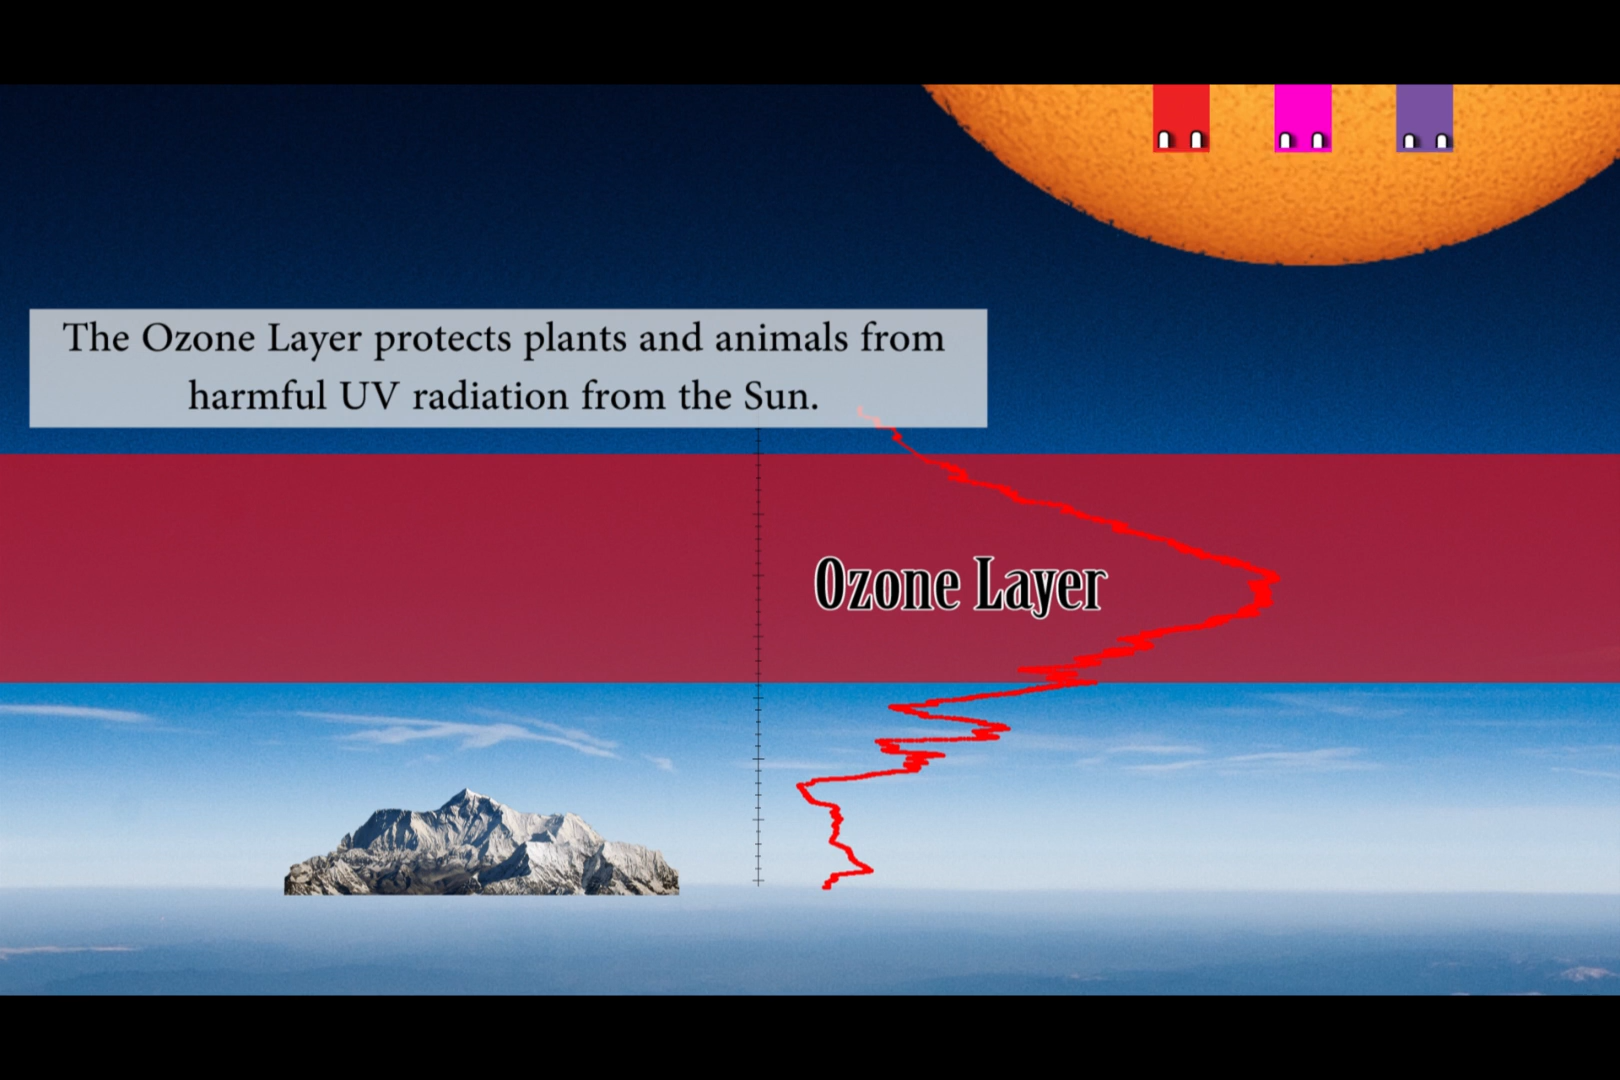 The Ozone Layer protects plants and animals from
harmful UV radiation from the Sun.
Ozone Layer